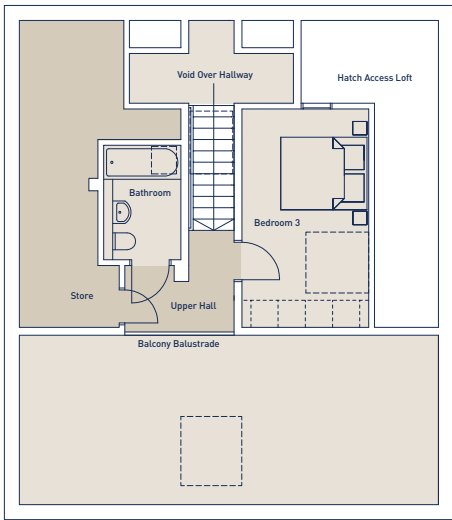 Void Over Hallway
Hatch Access Loft
Bathroom
Bedroom 3
Store
Upper Hall
Balcony Balustrade